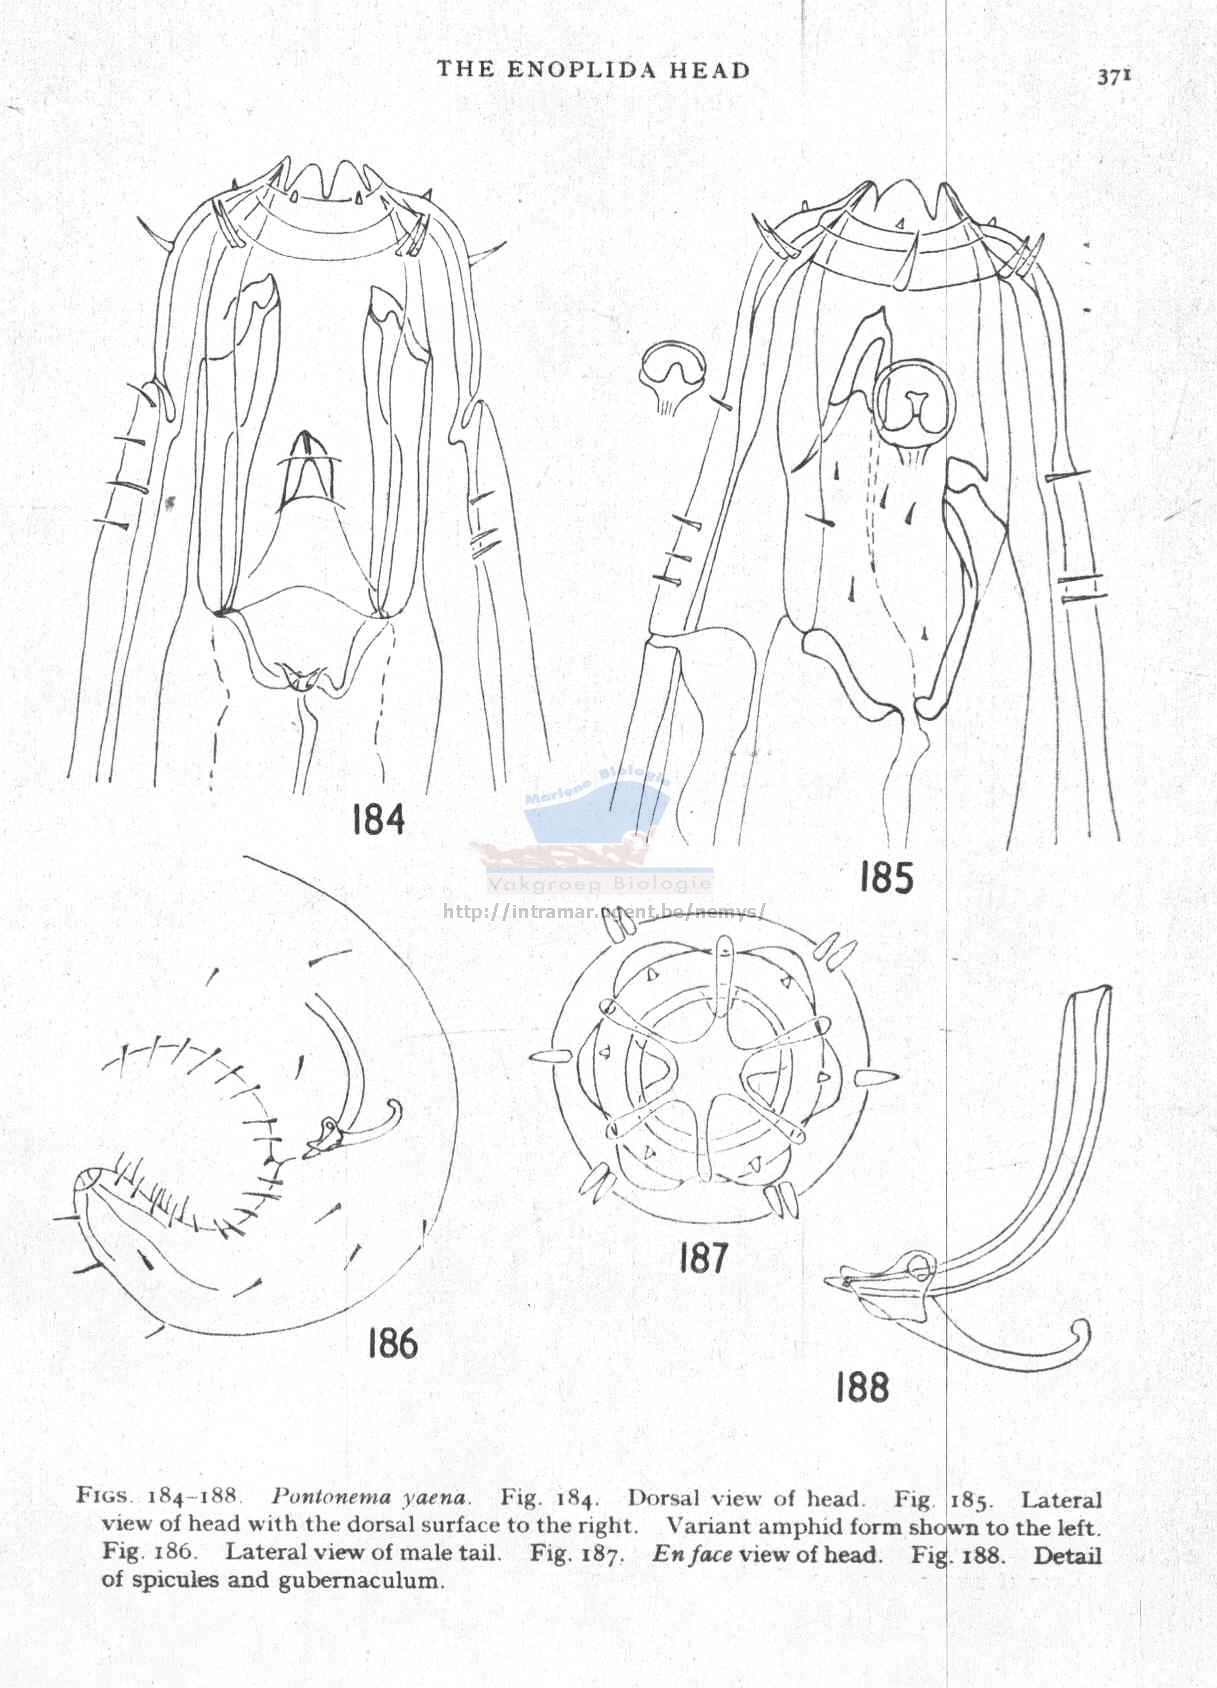 THE ENOPLIDA HEAD
371
184
185
Mariene Biologie
Vakgroep Biologie
http://intramar.ugent.be/nemys/
186
187
188
FIGS. 184–188. Pontonema yaena. Fig. 184. Dorsal view of head. Fig. 185. Lateral
view of head with the dorsal surface to the right. Variant amphid form shown to the left.
Fig. 186. Lateral view of male tail. Fig. 187. En face view of head. Fig. 188. Detail
of spicules and gubernaculum.